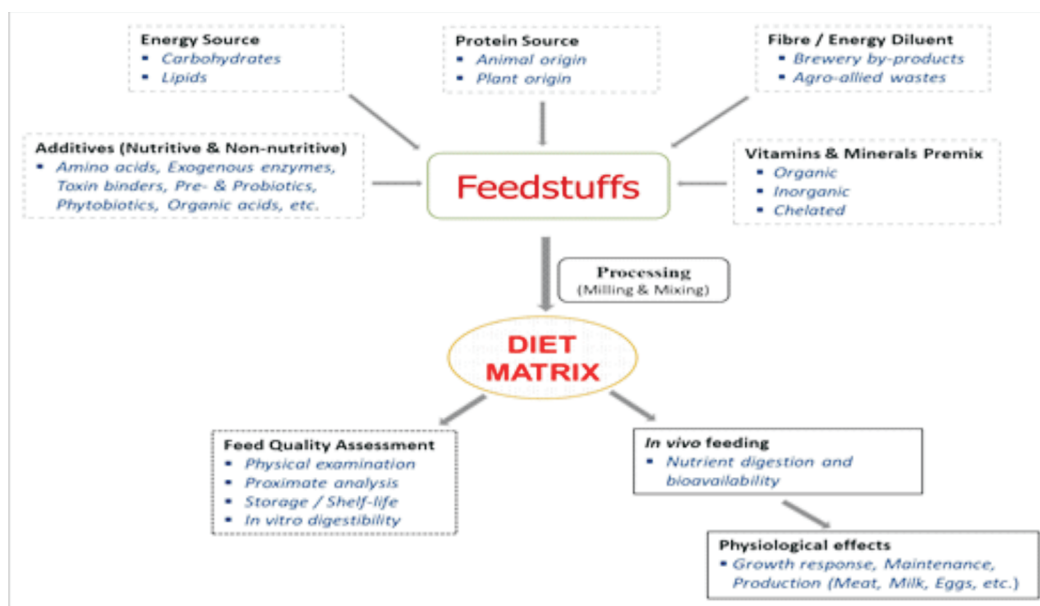 Energy Source
▪ Carbohydrates
▪ Lipids
Protein Source
▪ Animal origin
▪ Plant origin
Fibre / Energy Diluent
▪ Brewery by-products
▪ Agro-allied wastes
Additives (Nutritive & Non-nutritive)
▪ Amino acids, Exogenous enzymes,
Toxin binders, Pre- & Probiotics,
Phytobiotics, Organic acids, etc.
Feedstuffs
Vitamins & Minerals Premix
▪ Organic
▪ Inorganic
▪ Chelated
Processing
(Milling & Mixing)
DIET
MATRIX
Feed Quality Assessment
▪ Physical examination
▪ Proximate analysis
▪ Storage / Shelf-life
▪ In vitro digestibility
In vivo feeding
▪ Nutrient digestion and
bioavailability
Physiological effects
▪ Growth response, Maintenance,
Production (Meat, Milk, Eggs, etc.)